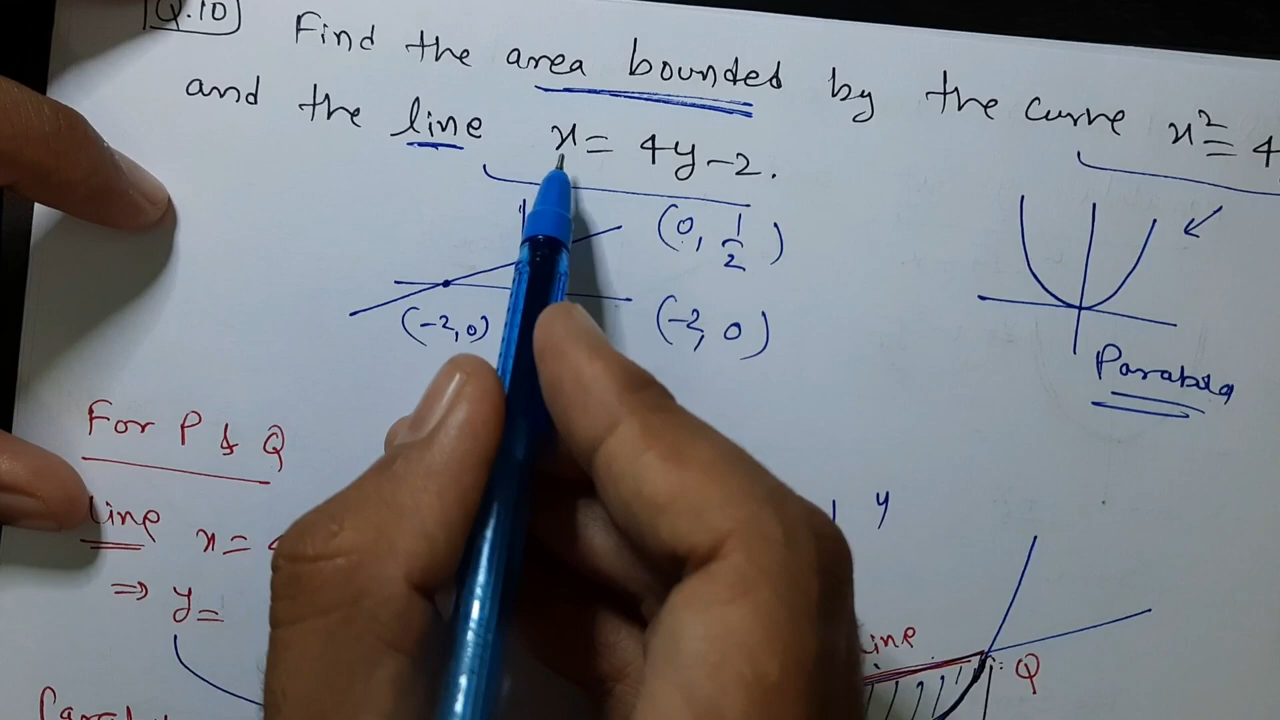 Q.10 Find the area bounded by the curve x² = 4
and the line x = 4y - 2.
(0, 1/2)
(-2, 0) (-2, 0)
Parabola
For P & Q
line x =
⇒ y =
y
line
Q